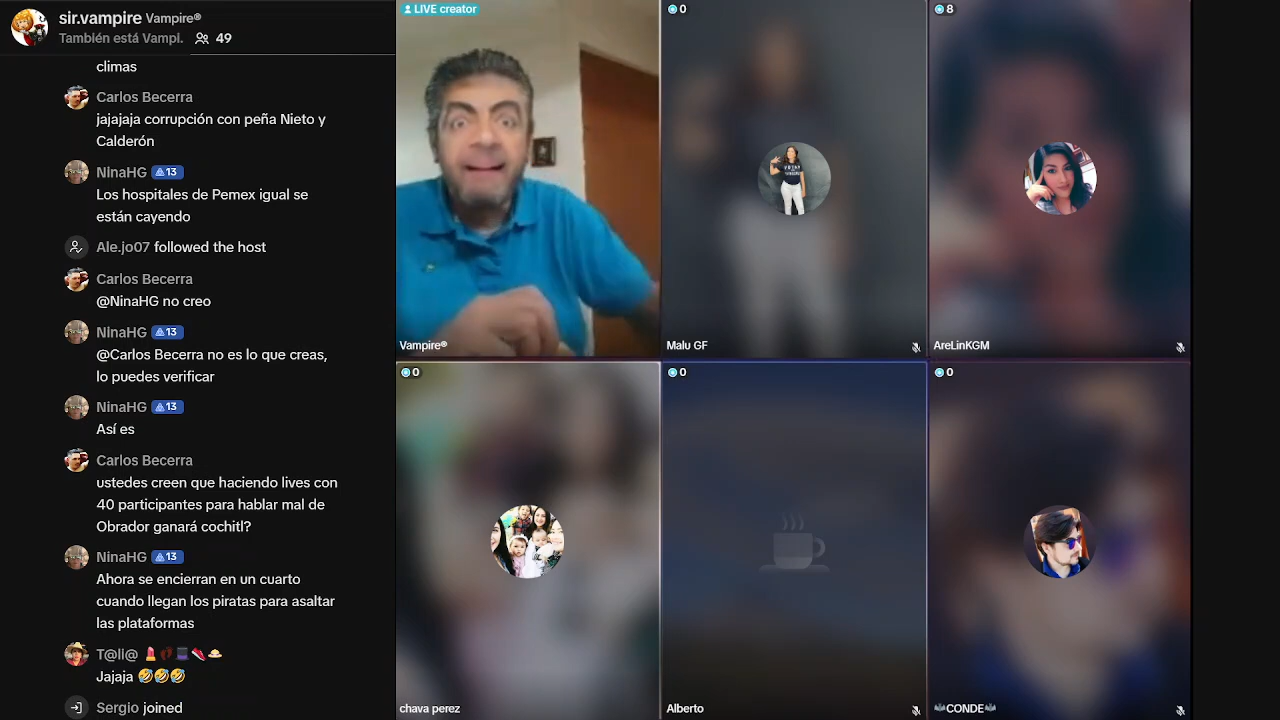 sir.vampire Vampire®
También está Vampi. 49
climas
Carlos Becerra
jajajaja corrupción con peña Nieto y
Calderón
NinaHG 13
Los hospitales de Pemex igual se
están cayendo
Ale.jo07 followed the host
Carlos Becerra
@NinaHG no creo
NinaHG 13
@Carlos Becerra no es lo que creas,
lo puedes verificar
NinaHG 13
Así es
Carlos Becerra
ustedes creen que haciendo lives con
40 participantes para hablar mal de
Obrador ganará cochitl?
NinaHG 13
Ahora se encierran en un cuarto
cuando llegan los piratas para asaltar
las plataformas
T@ll@ 💄👣🎩👠👒
Jajaja 🤣🤣🤣
Sergio joined
LIVE creator
Vampire®
0
VOTAR
Malu GF
8
AreLinKGM
0
chava perez
0
Alberto
0
🦇CONDE🦇